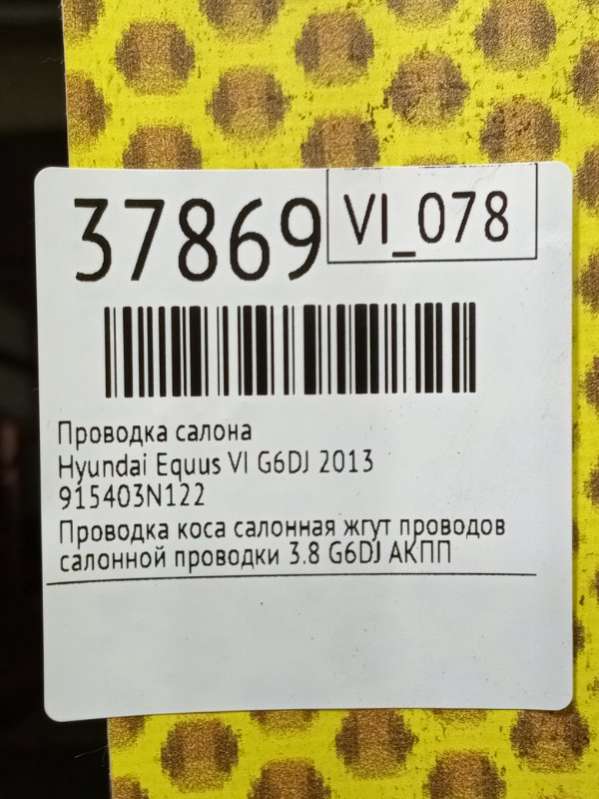 37869
VI_078
Проводка салона
Hyundai Equus VI G6DJ 2013
915403N122
Проводка коса салонная жгут проводов
салонной проводки 3.8 G6DJ АКПП